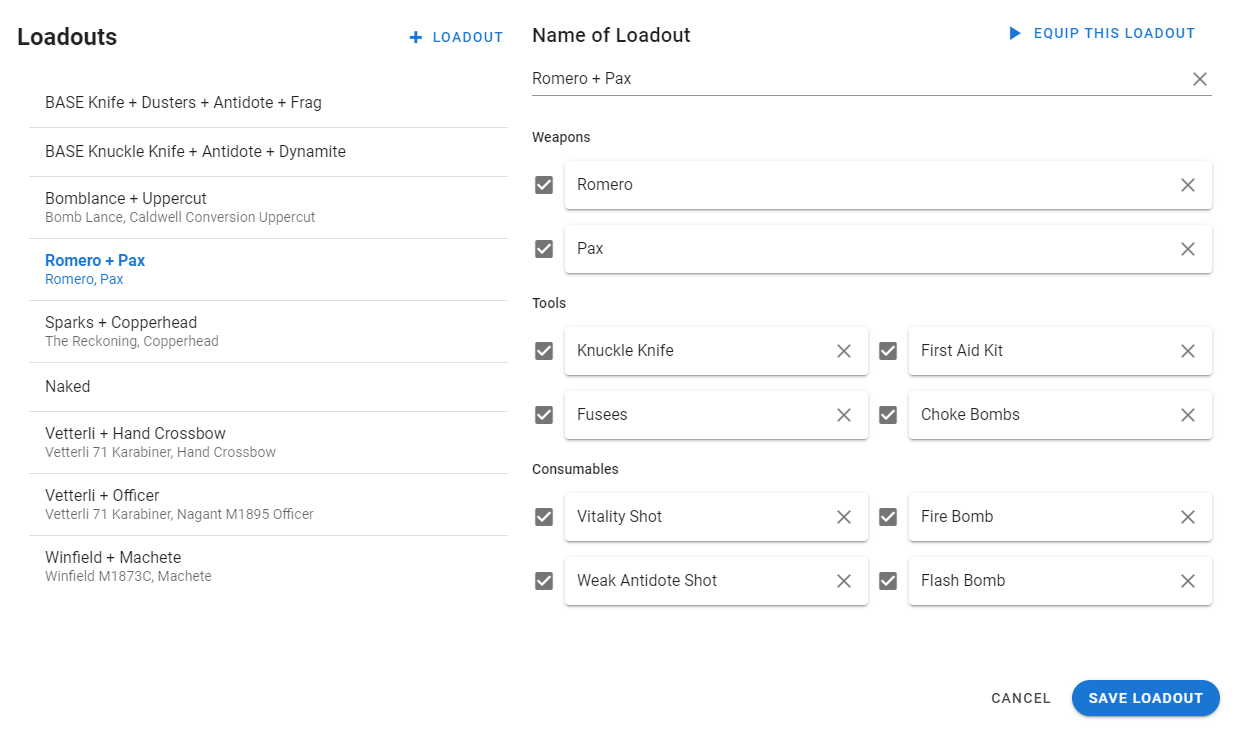 Loadouts
+ LOADOUT
BASE Knife + Dusters + Antidote + Frag
BASE Knuckle Knife + Antidote + Dynamite
Bomblance + Uppercut
Bomb Lance, Caldwell Conversion Uppercut
Romero + Pax
Romero, Pax
Sparks + Copperhead
The Reckoning, Copperhead
Naked
Vetterli + Hand Crossbow
Vetterli 71 Karabiner, Hand Crossbow
Vetterli + Officer
Vetterli 71 Karabiner, Nagant M1895 Officer
Winfield + Machete
Winfield M1873C, Machete
Name of Loadout
EQUIP THIS LOADOUT
Romero + Pax
Weapons
Romero
Pax
Tools
Knuckle Knife
First Aid Kit
Fusees
Choke Bombs
Consumables
Vitality Shot
Fire Bomb
Weak Antidote Shot
Flash Bomb
CANCEL
SAVE LOADOUT